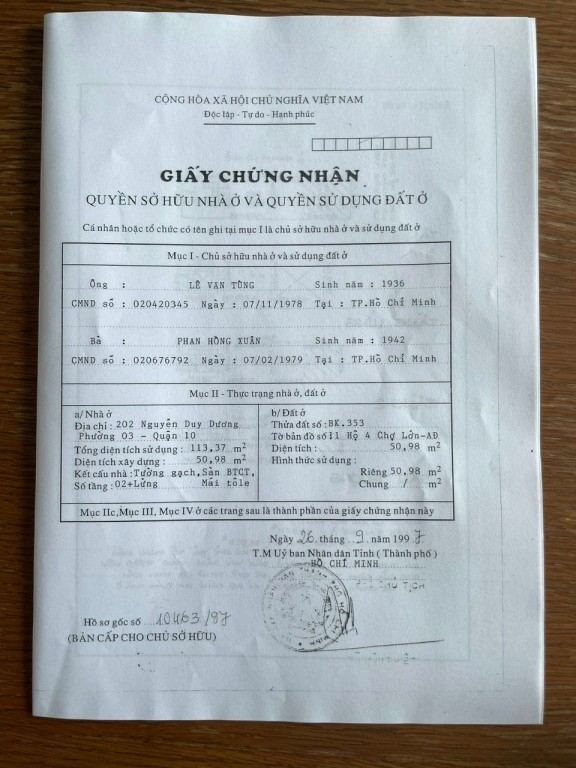 CỘNG HÒA XÃ HỘI CHỦ NGHĨA VIỆT NAM
Độc lập - Tự do - Hạnh phúc
GIẤY CHỨNG NHẬN
QUYỀN SỞ HỮU NHÀ Ở VÀ QUYỀN SỬ DỤNG ĐẤT Ở
Cá nhân hoặc tổ chức có tên ghi tại mục I là chủ sở hữu nhà ở và sử dụng đất ở
Mục I - Chủ sở hữu nhà ở và sử dụng đất ở
Ông : LÊ VAN TÙNG Sinh năm : 1936
CMND số : 020420345 Ngày : 07/11/1978 Tại : TP.Hồ Chí Minh
Bà : PHAN HỒNG XUÂN Sinh năm : 1942
CMND số : 020676792 Ngày : 07/02/1979 Tại : TP.Hồ Chí Minh
Mục II - Thực trạng nhà ở, đất ở
a/ Nhà ở
Địa chỉ : 202 Nguyễn Duy Dương
Phường 03 - Quận 10
Tổng diện tích sử dụng : 113,37 m2
Diện tích xây dựng : 50,98 m2
Kết cấu nhà : Tường gạch, Sàn BTCT,
Số tầng : 02+Lửng Mái tôle
b/ Đất ở
Thửa đất số : BK.353
Tờ bản đồ số : I Hộ 4 Chợ Lớn-AĐ
Diện tích : 50,98 m2
Hình thức sử dụng :
Riêng 50,98 m2
Chung / m2
Mục IIc, Mục III, Mục IV ở các trang sau là thành phần của giấy chứng nhận này
Ngày 26 tháng 9 năm 1997
T.M Uỷ ban Nhân dân Tỉnh ( Thành phố )
HỒ CHÍ MINH
CHỦ TỊCH
Hồ sơ gốc số 10463/97
(BẢN CẤP CHO CHỦ SỞ HỮU)